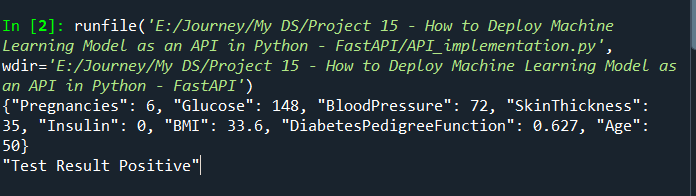 In [2]: runfile('E:/Journey/My DS/Project 15 - How to Deploy Machine
Learning Model as an API in Python - FastAPI/API_implementation.py',
wdir='E:/Journey/My DS/Project 15 - How to Deploy Machine Learning Model as
an API in Python - FastAPI')
{"Pregnancies": 6, "Glucose": 148, "BloodPressure": 72, "SkinThickness":
35, "Insulin": 0, "BMI": 33.6, "DiabetesPedigreeFunction": 0.627, "Age":
50}
"Test Result Positive"